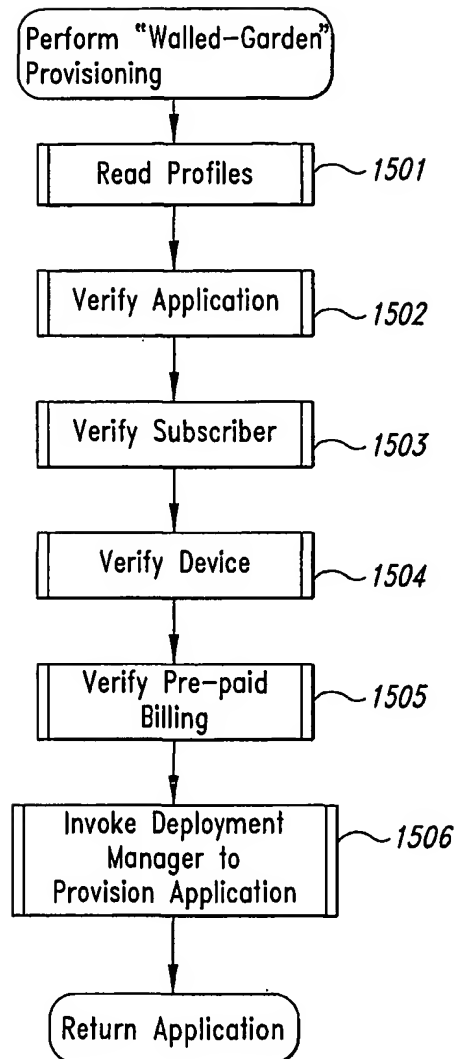 Perform "Walled-Garden"
Provisioning
Read Profiles
1501
Verify Application
1502
Verify Subscriber
1503
Verify Device
1504
Verify Pre-paid
Billing
1505
Invoke Deployment
Manager to
Provision Application
1506
Return Application